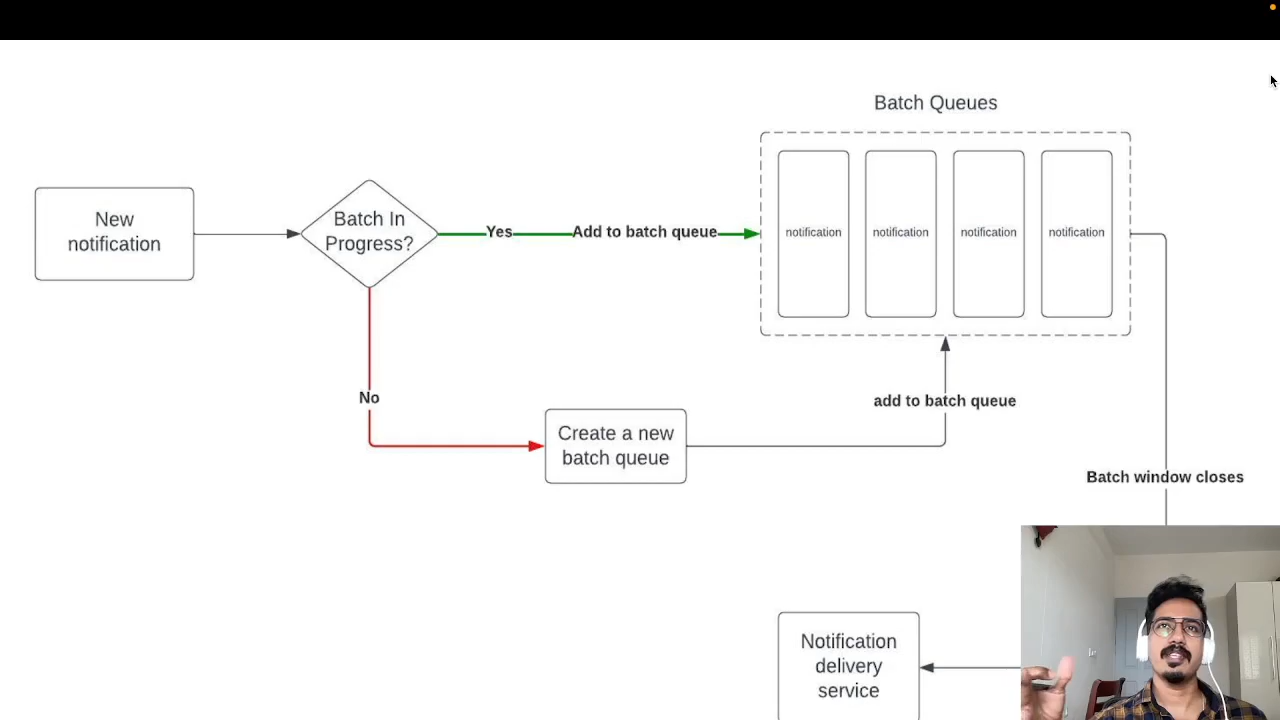 Batch Queues
New
notification
Batch In
Progress?
Yes
Add to batch queue
notification
notification
notification
notification
No
add to batch queue
Create a new
batch queue
Batch window closes
Notification
delivery
service